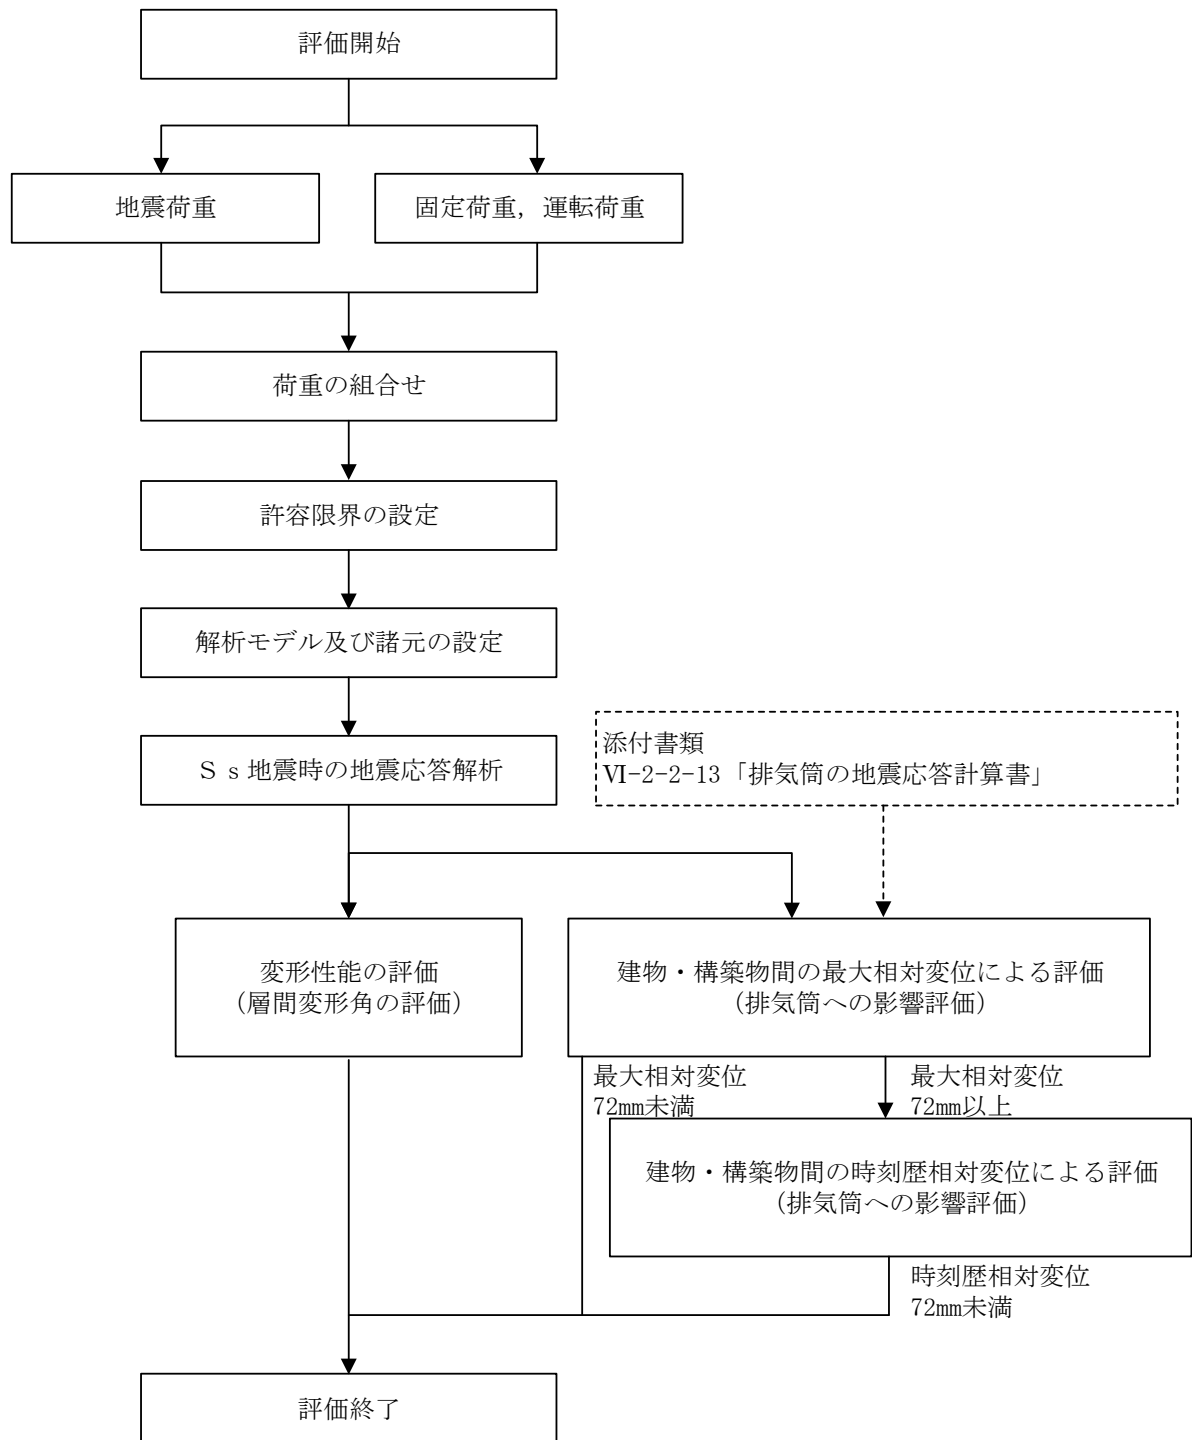 評価開始
地震荷重
固定荷重，運転荷重
荷重の組合せ
許容限界の設定
解析モデル及び諸元の設定
Ｓｓ地震時の地震応答解析
添付書類
Ⅵ-2-2-13「排気筒の地震応答計算書」
変形性能の評価
（層間変形角の評価）
建物・構築物間の最大相対変位による評価
（排気筒への影響評価）
最大相対変位
72mm未満
最大相対変位
72mm以上
建物・構築物間の時刻歴相対変位による評価
（排気筒への影響評価）
時刻歴相対変位
72mm未満
評価終了